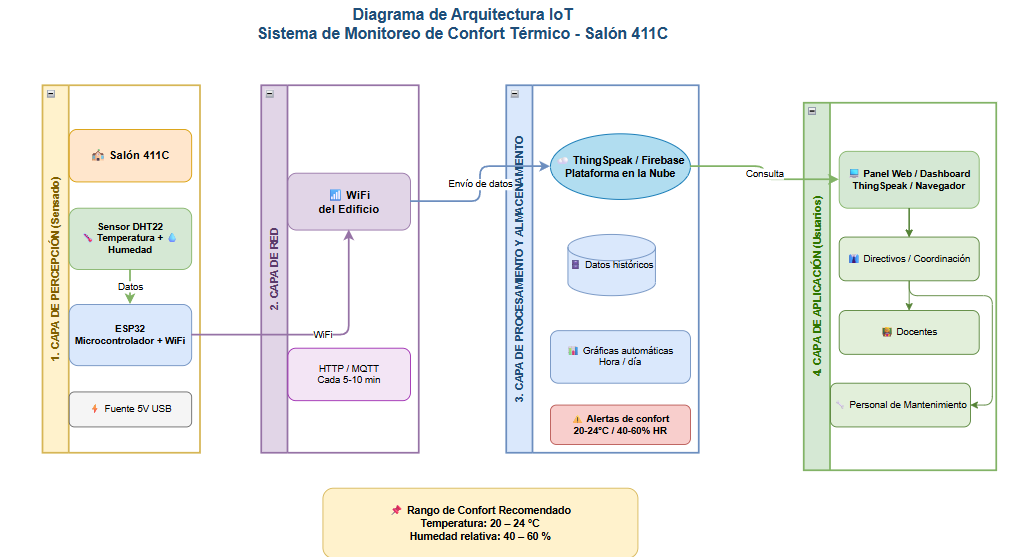 Diagrama de Arquitectura IoT
Sistema de Monitoreo de Confort Térmico - Salón 411C
1. CAPA DE PERCEPCIÓN (Sensado)
Salón 411C
Sensor DHT22
Temperatura +
Humedad
Datos
ESP32
Microcontrolador + WiFi
Fuente 5V USB
2. CAPA DE RED
WiFi
del Edificio
WiFi
HTTP / MQTT
Cada 5-10 min
Envío de datos
3. CAPA DE PROCESAMIENTO Y ALMACENAMIENTO
ThingSpeak / Firebase
Plataforma en la Nube
Datos históricos
Gráficas automáticas
Hora / día
Alertas de confort
20-24°C / 40-60% HR
Consulta
4. CAPA DE APLICACIÓN (Usuarios)
Panel Web / Dashboard
ThingSpeak / Navegador
Directivos / Coordinación
Docentes
Personal de Mantenimiento
Rango de Confort Recomendado
Temperatura: 20 – 24 °C
Humedad relativa: 40 – 60 %